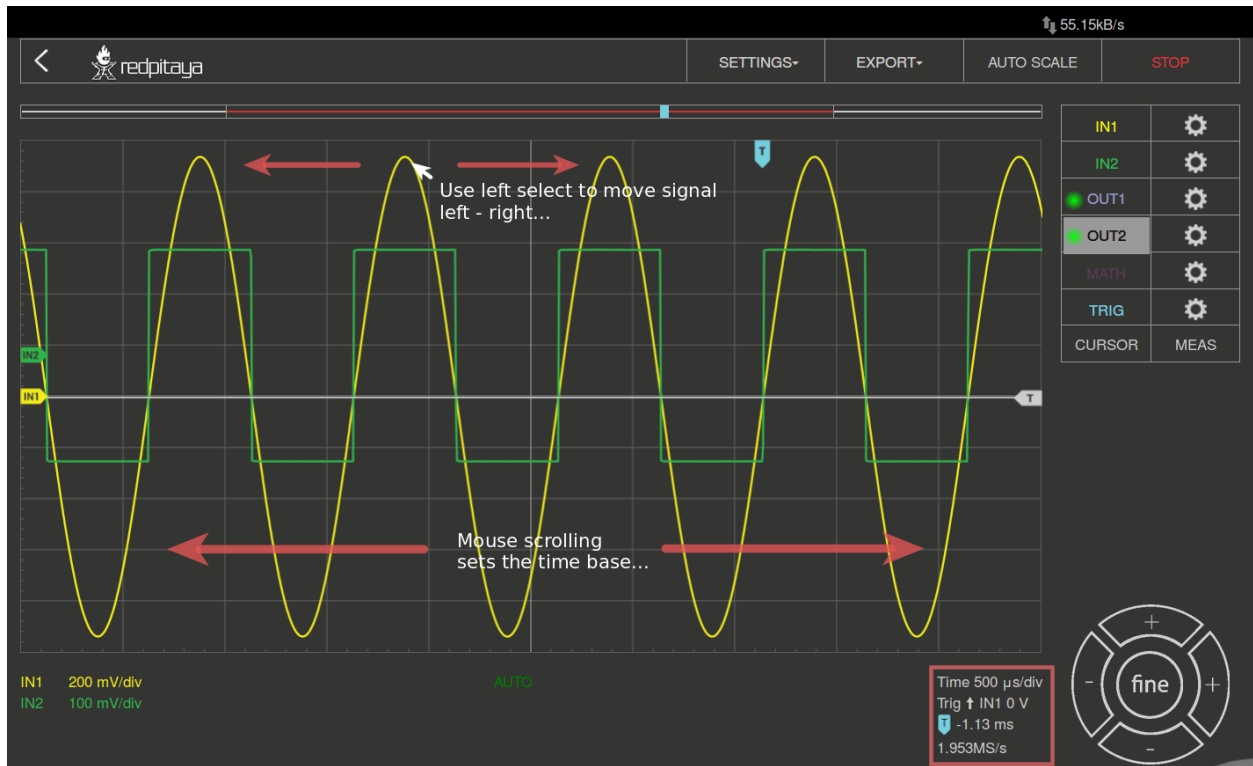 55.15kB/s
redpitaya
SETTINGS
EXPORT
AUTO SCALE
STOP
IN1
IN2
OUT1
OUT2
MATH
TRIG
CURSOR
MEAS
T
Use left select to move signal
left - right...
IN2
IN1
T
Mouse scrolling
sets the time base...
IN1 200 mV/div
IN2 100 mV/div
AUTO
Time 500 µs/div
Trig IN1 0 V
T -1.13 ms
1.953MS/s
+
- fine +
-